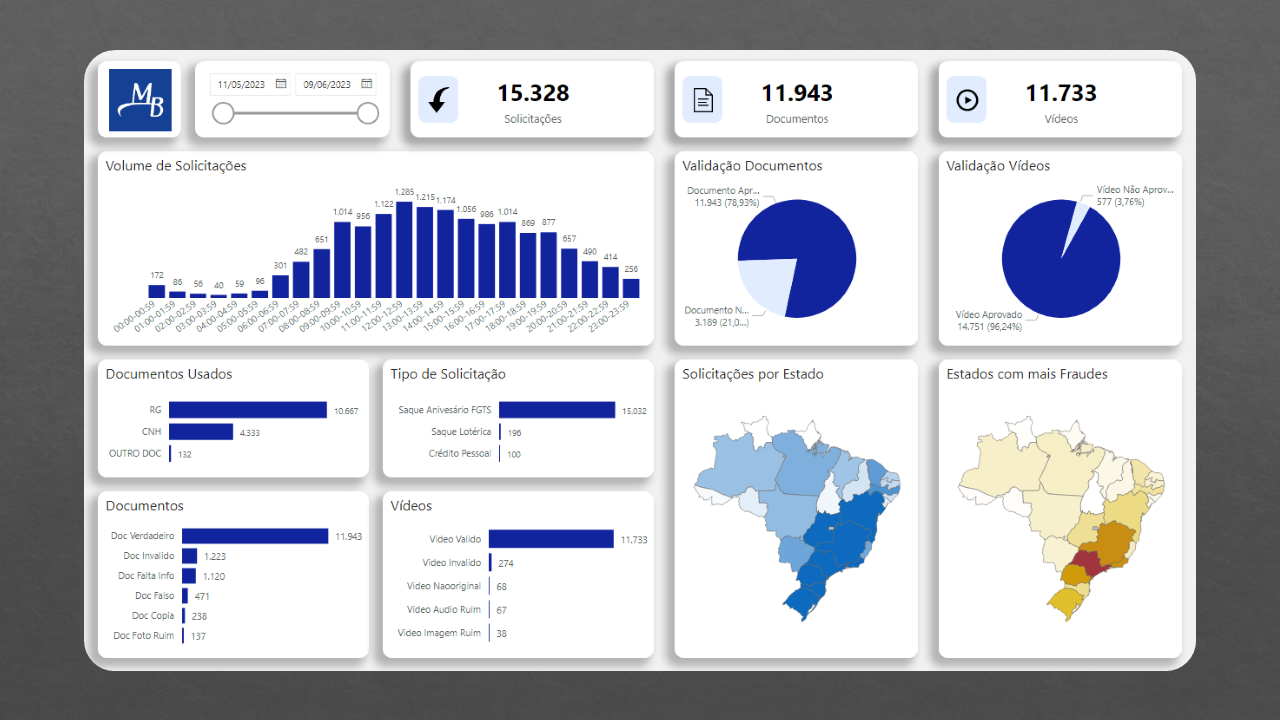 MB
11/05/2023
09/06/2023
15.328
Solicitações
11.943
Documentos
11.733
Vídeos
Volume de Solicitações
172
86
56
40
59
96
301
482
651
1.014
956
1.122
1.285
1.215
1.174
1.056
986
1.014
869
877
657
490
414
256
00:00-00:59
01:00-01:59
02:00-02:59
03:00-03:59
04:00-04:59
05:00-05:59
06:00-06:59
07:00-07:59
08:00-08:59
09:00-09:59
10:00-10:59
11:00-11:59
12:00-12:59
13:00-13:59
14:00-14:59
15:00-15:59
16:00-16:59
17:00-17:59
18:00-18:59
19:00-19:59
20:00-20:59
21:00-21:59
22:00-22:59
23:00-23:59
Validação Documentos
Documento Apr...
11.943 (78,93%)
Documento N...
3.189 (21,0...)
Validação Vídeos
Vídeo Não Aprov...
577 (3,76%)
Vídeo Aprovado
14.751 (96,24%)
Documentos Usados
RG 10.667
CNH 4.333
OUTRO DOC 132
Tipo de Solicitação
Saque Anivesário FGTS 15.032
Saque Lotérica 196
Crédito Pessoal 100
Documentos
Doc Verdadeiro 11.943
Doc Invalido 1.223
Doc Falta Info 1.120
Doc Falso 471
Doc Copia 238
Doc Foto Ruim 137
Vídeos
Video Valido 11.733
Video Invalido 274
Video Naooriginal 68
Video Audio Ruim 67
Video Imagem Ruim 38
Solicitações por Estado
Estados com mais Fraudes